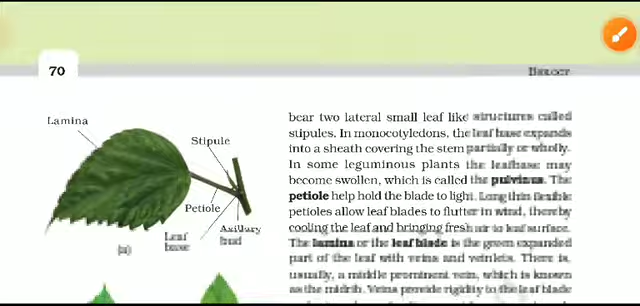 70
BIOLOGY
Lamina
Stipule
Petiole
Axillary
bud
Leaf
base
(a)
bear two lateral small leaf like structures called
stipules. In monocotyledons, the leaf base expands
into a sheath covering the stem partially or wholly.
In some leguminous plants the leafbase may
become swollen, which is called the pulvinus. The
petiole help hold the blade to light. Long thin flexible
petioles allow leaf blades to flutter in wind, thereby
cooling the leaf and bringing fresh air to leaf surface.
The lamina or the leaf blade is the green expanded
part of the leaf with veins and veinlets. There is,
usually, a middle prominent vein, which is known
as the midrib. Veins provide rigidity to the leaf blade